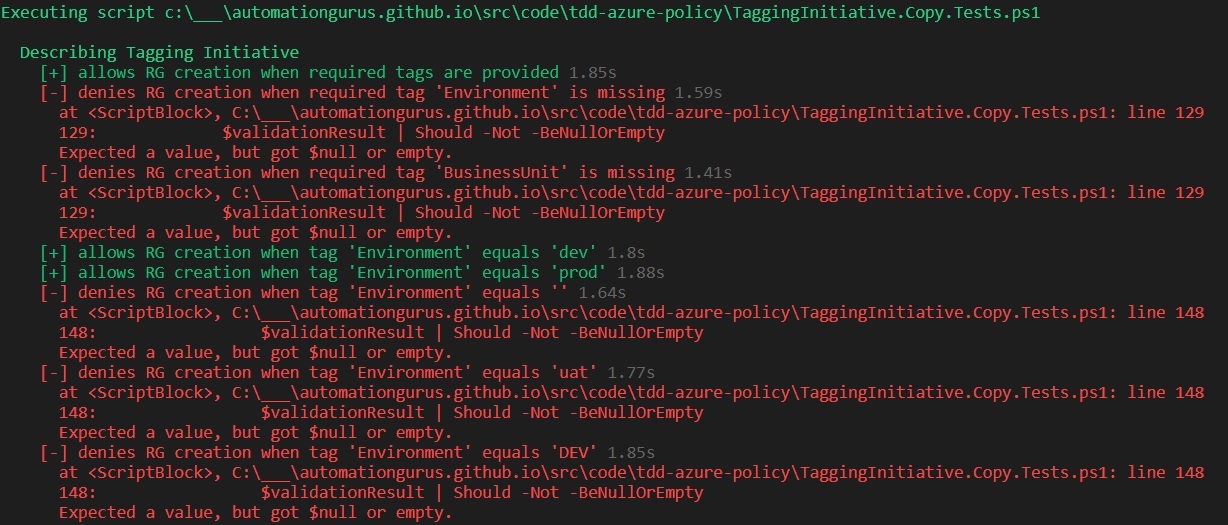 Executing script c:\___\automationgurus.github.io\src\code\tdd-azure-policy\TaggingInitiative.Copy.Tests.ps1
Describing Tagging Initiative
[+] allows RG creation when required tags are provided 1.85s
[-] denies RG creation when required tag 'Environment' is missing 1.59s
at <ScriptBlock>, C:\___\automationgurus.github.io\src\code\tdd-azure-policy\TaggingInitiative.Copy.Tests.ps1: line 129
129:             $validationResult | Should -Not -BeNullOrEmpty
Expected a value, but got $null or empty.
[-] denies RG creation when required tag 'BusinessUnit' is missing 1.41s
at <ScriptBlock>, C:\___\automationgurus.github.io\src\code\tdd-azure-policy\TaggingInitiative.Copy.Tests.ps1: line 129
129:             $validationResult | Should -Not -BeNullOrEmpty
Expected a value, but got $null or empty.
[+] allows RG creation when tag 'Environment' equals 'dev' 1.8s
[+] allows RG creation when tag 'Environment' equals 'prod' 1.88s
[-] denies RG creation when tag 'Environment' equals '' 1.64s
at <ScriptBlock>, C:\___\automationgurus.github.io\src\code\tdd-azure-policy\TaggingInitiative.Copy.Tests.ps1: line 148
148:                 $validationResult | Should -Not -BeNullOrEmpty
Expected a value, but got $null or empty.
[-] denies RG creation when tag 'Environment' equals 'uat' 1.77s
at <ScriptBlock>, C:\___\automationgurus.github.io\src\code\tdd-azure-policy\TaggingInitiative.Copy.Tests.ps1: line 148
148:                 $validationResult | Should -Not -BeNullOrEmpty
Expected a value, but got $null or empty.
[-] denies RG creation when tag 'Environment' equals 'DEV' 1.85s
at <ScriptBlock>, C:\___\automationgurus.github.io\src\code\tdd-azure-policy\TaggingInitiative.Copy.Tests.ps1: line 148
148:                 $validationResult | Should -Not -BeNullOrEmpty
Expected a value, but got $null or empty.